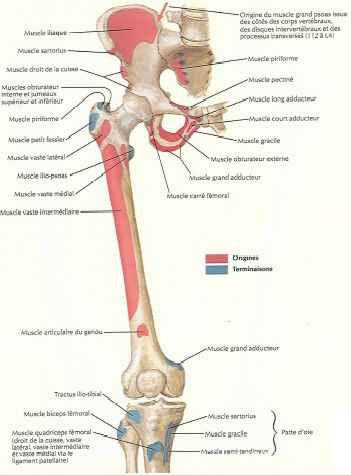 Muscle iliaque
Origine du muscle grand psoas issue
des côtés des corps vertébraux,
des disques intervertébraux et des
processus transverses (T12 à L4)
Muscle sartorius
Muscle piriforme
Muscle droit de la cuisse
Muscles obturateur
interne et jumeaux
supérieur et inférieur
Muscle pectiné
Muscle long adducteur
Muscle piriforme
Muscle court adducteur
Muscle petit fessier
Muscle gracile
Muscle vaste latéral
Muscle obturateur externe
Muscle ilio-psoas
Muscle grand adducteur
Muscle vaste médial
Muscle carré fémoral
Muscle vaste intermédiaire
Origines
Terminaisons
Muscle articulaire du genou
Muscle grand adducteur
Tractus ilio-tibial
Muscle biceps fémoral
Muscle quadriceps fémoral
(droit de la cuisse, vaste
latéral, vaste intermédiaire
et vaste médial via le
ligament patellaire)
Muscle sartorius
Muscle gracile
Muscle semi-tendineux
Patte d'oie